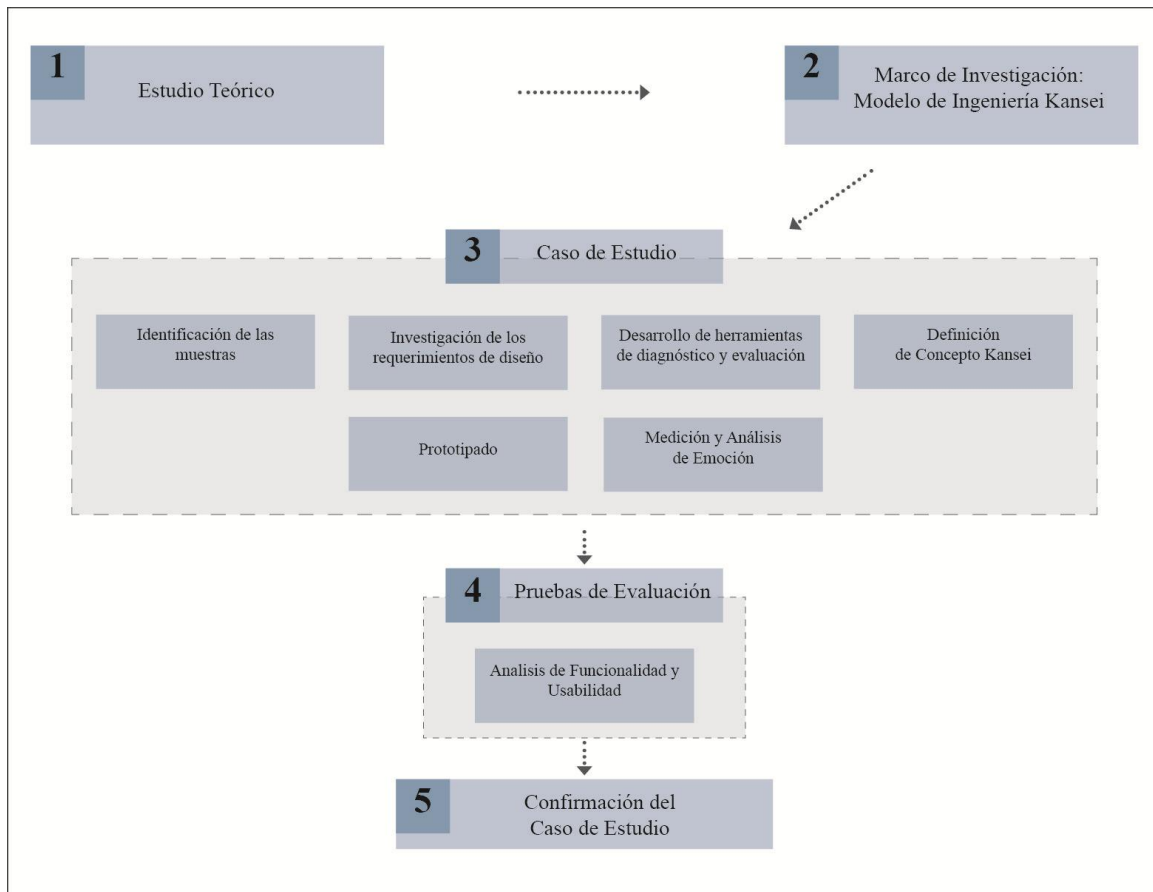 1
Estudio Teórico
2
Marco de Investigación:
Modelo de Ingeniería Kansei
3
Caso de Estudio
Identificación de las
muestras
Investigación de los
requerimientos de diseño
Desarrollo de herramientas
de diagnóstico y evaluación
Definición
de Concepto Kansei
Prototipado
Medición y Análisis
de Emoción
4
Pruebas de Evaluación
Analisis de Funcionalidad y
Usabilidad
5
Confirmación del
Caso de Estudio